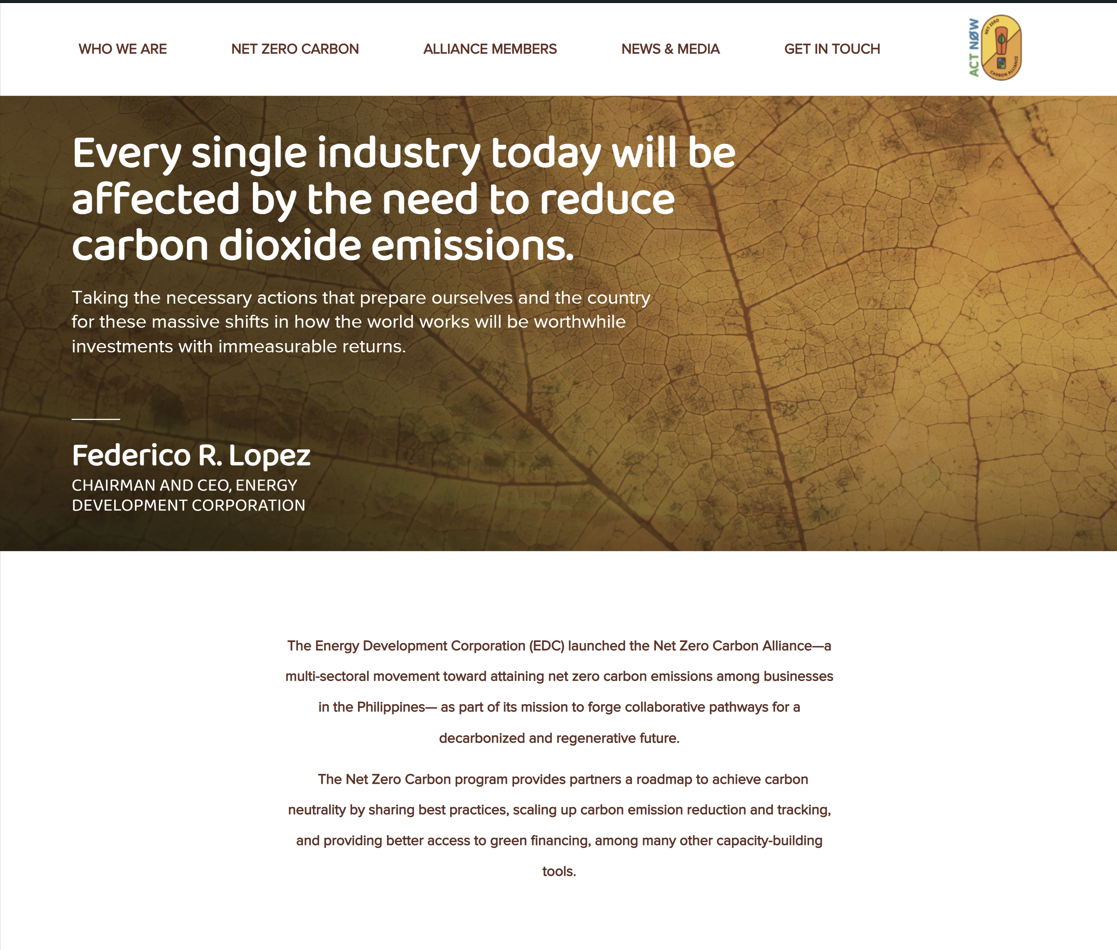 WHO WE ARE
NET ZERO CARBON
ALLIANCE MEMBERS
NEWS & MEDIA
GET IN TOUCH
ACT NØW
NET ZERO
CARBON ALLIANCE
Every single industry today will be
affected by the need to reduce
carbon dioxide emissions.
Taking the necessary actions that prepare ourselves and the country
for these massive shifts in how the world works will be worthwhile
investments with immeasurable returns.
Federico R. Lopez
CHAIRMAN AND CEO, ENERGY
DEVELOPMENT CORPORATION
The Energy Development Corporation (EDC) launched the Net Zero Carbon Alliance—a
multi-sectoral movement toward attaining net zero carbon emissions among businesses
in the Philippines— as part of its mission to forge collaborative pathways for a
decarbonized and regenerative future.
The Net Zero Carbon program provides partners a roadmap to achieve carbon
neutrality by sharing best practices, scaling up carbon emission reduction and tracking,
and providing better access to green financing, among many other capacity-building
tools.